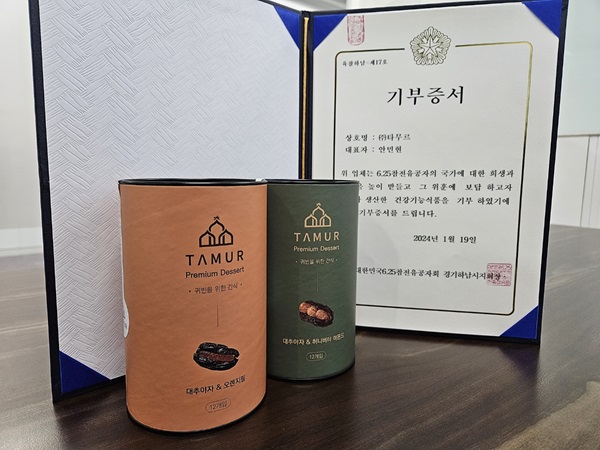 육참하남-제17호
기부증서
상호명 : ㈜타무르
대표자 : 안민현
위 업체는 6.25참전유공자의 국가에 대한 희생과
높이 받들고 그 위훈에 보답 하고자
생산한 건강기능식품을 기부 하였기에
기부증서를 드립니다.
2024년 1월 19일
대한민국6.25참전유공자회 경기하남시지회장
TAMUR
Premium Dessert
귀빈을 위한 간식
대추야자 & 오렌지필
12개입
TAMUR
Premium Dessert
귀빈을 위한 간식
대추야자 & 허니버터 아몬드
12개입